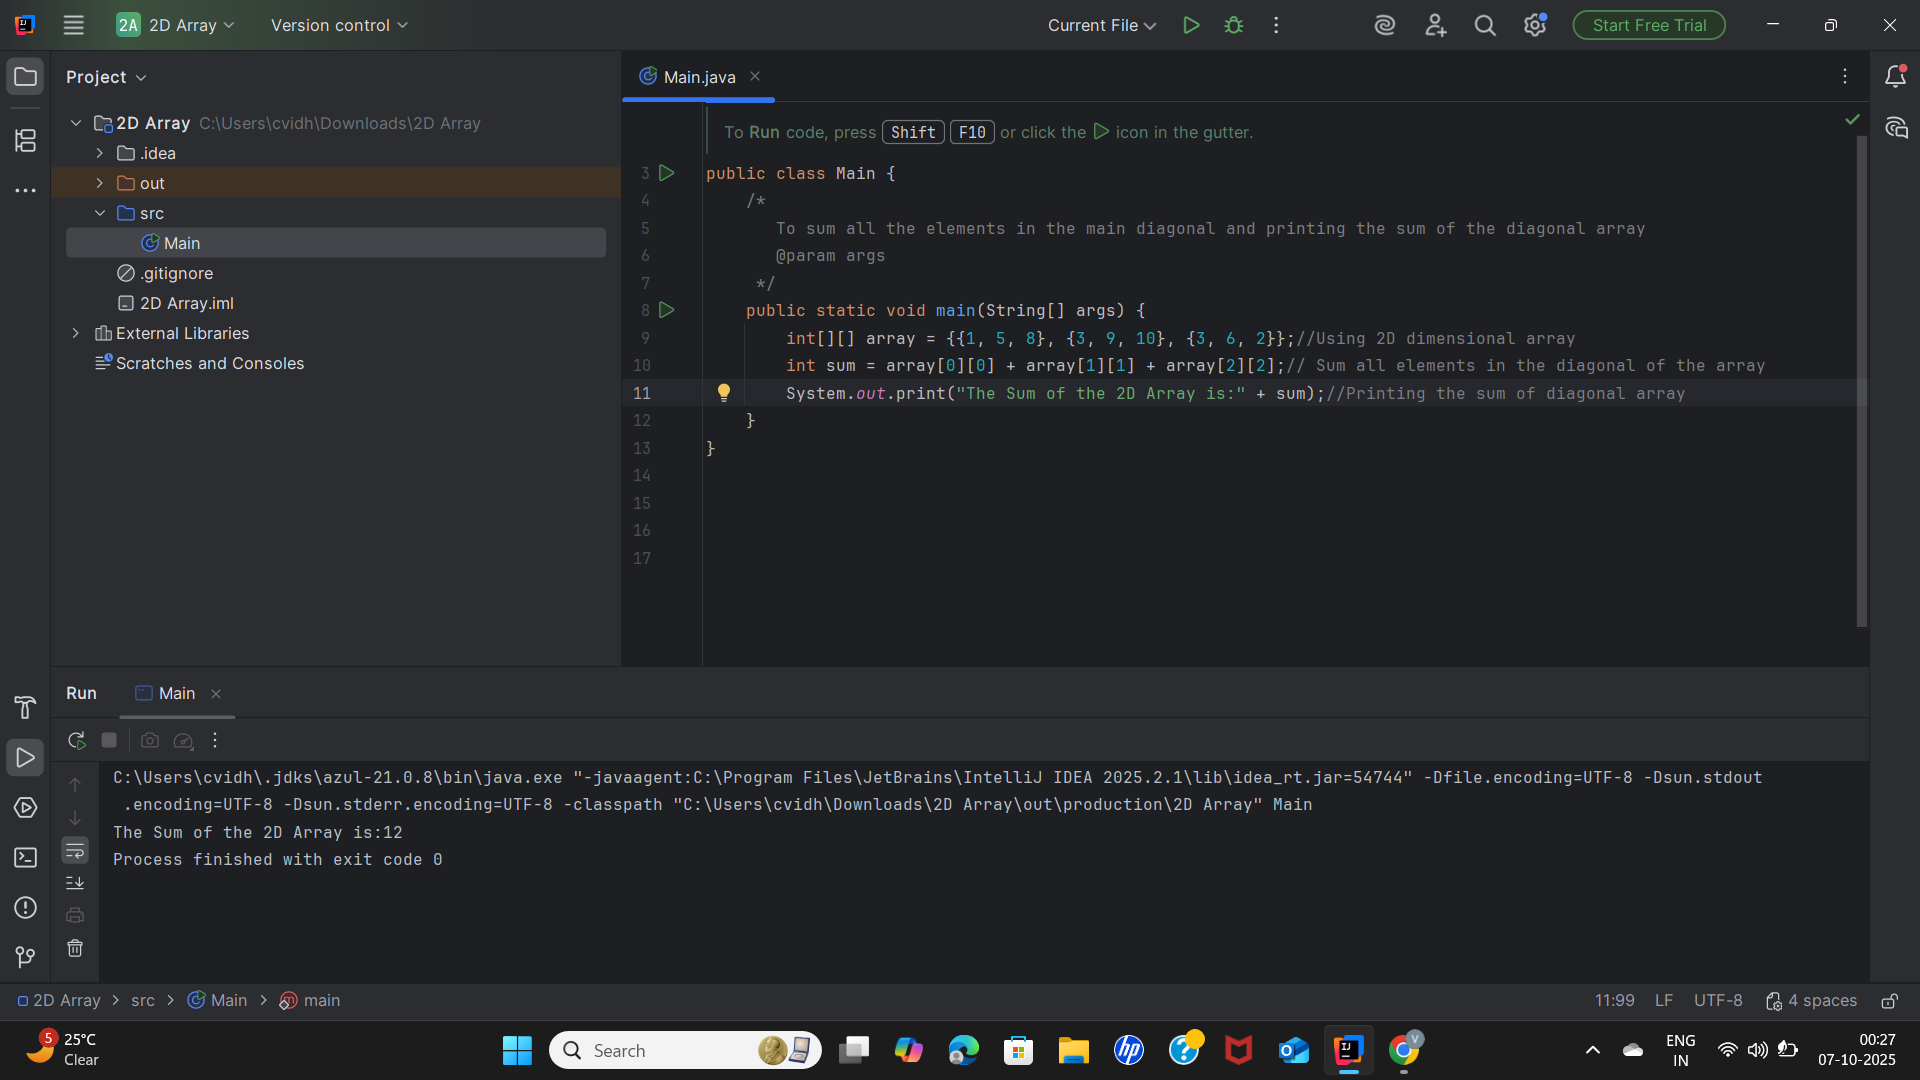 2A 2D Array Version control Current File Start Free Trial
Project
2D Array C:\Users\cvidh\Downloads\2D Array
.idea
out
src
Main
.gitignore
2D Array.iml
External Libraries
Scratches and Consoles
Main.java
To Run code, press Shift F10 or click the icon in the gutter.
3 public class Main {
4 /*
5 To sum all the elements in the main diagonal and printing the sum of the diagonal array
6 @param args
7 */
8 public static void main(String[] args) {
9 int[][] array = {{1, 5, 8}, {3, 9, 10}, {3, 6, 2}};//Using 2D dimensional array
10 int sum = array[0][0] + array[1][1] + array[2][2];// Sum all elements in the diagonal of the array
11 System.out.print("The Sum of the 2D Array is:" + sum);//Printing the sum of diagonal array
12 }
13 }
14
15
16
17
Run Main
C:\Users\cvidh\.jdks\azul-21.0.8\bin\java.exe "-javaagent:C:\Program Files\JetBrains\IntelliJ IDEA 2025.2.1\lib\idea_rt.jar=54744" -Dfile.encoding=UTF-8 -Dsun.stdout
.encoding=UTF-8 -Dsun.stderr.encoding=UTF-8 -classpath "C:\Users\cvidh\Downloads\2D Array\out\production\2D Array" Main
The Sum of the 2D Array is:12
Process finished with exit code 0
2D Array > src > Main > main 11:99 LF UTF-8 4 spaces
5 25°C
Clear
Search
hp
IJ
V
ENG
IN
00:27
07-10-2025